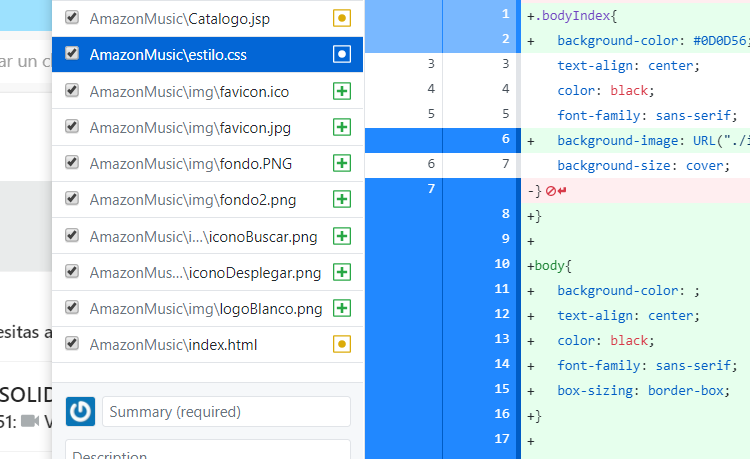 AmazonMusic\Catalogo.jsp
AmazonMusic\estilo.css
AmazonMusic\img\favicon.ico
AmazonMusic\img\favicon.jpg
AmazonMusic\img\fondo.PNG
AmazonMusic\img\fondo2.png
AmazonMusic\i...\iconoBuscar.png
AmazonMus...\iconoDesplegar.png
AmazonMusic\img\logoBlanco.png
AmazonMusic\index.html
Summary (required)
Description
ar un cl
esitas a
SOLID
51: V
1 +.bodyIndex{
2 + background-color: #0D0D56;
3 3 text-align: center;
4 4 color: black;
5 5 font-family: sans-serif;
6 + background-image: URL("./i
6 7 background-size: cover;
7 -}
8 +}
9 +
10 +body{
11 + background-color: ;
12 + text-align: center;
13 + color: black;
14 + font-family: sans-serif;
15 + box-sizing: border-box;
16 +}
17 +